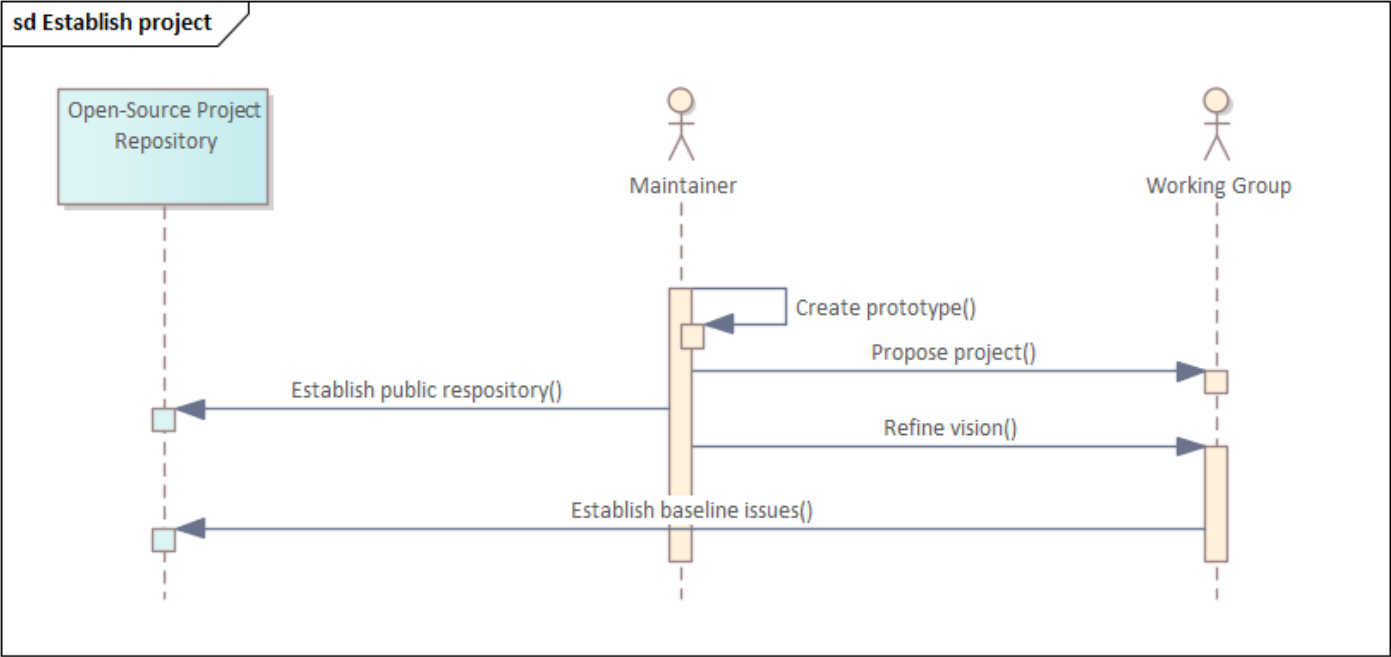 sd Establish project
Open-Source Project
Repository
Maintainer
Working Group
Create prototype()
Propose project()
Establish public respository()
Refine vision()
Establish baseline issues()